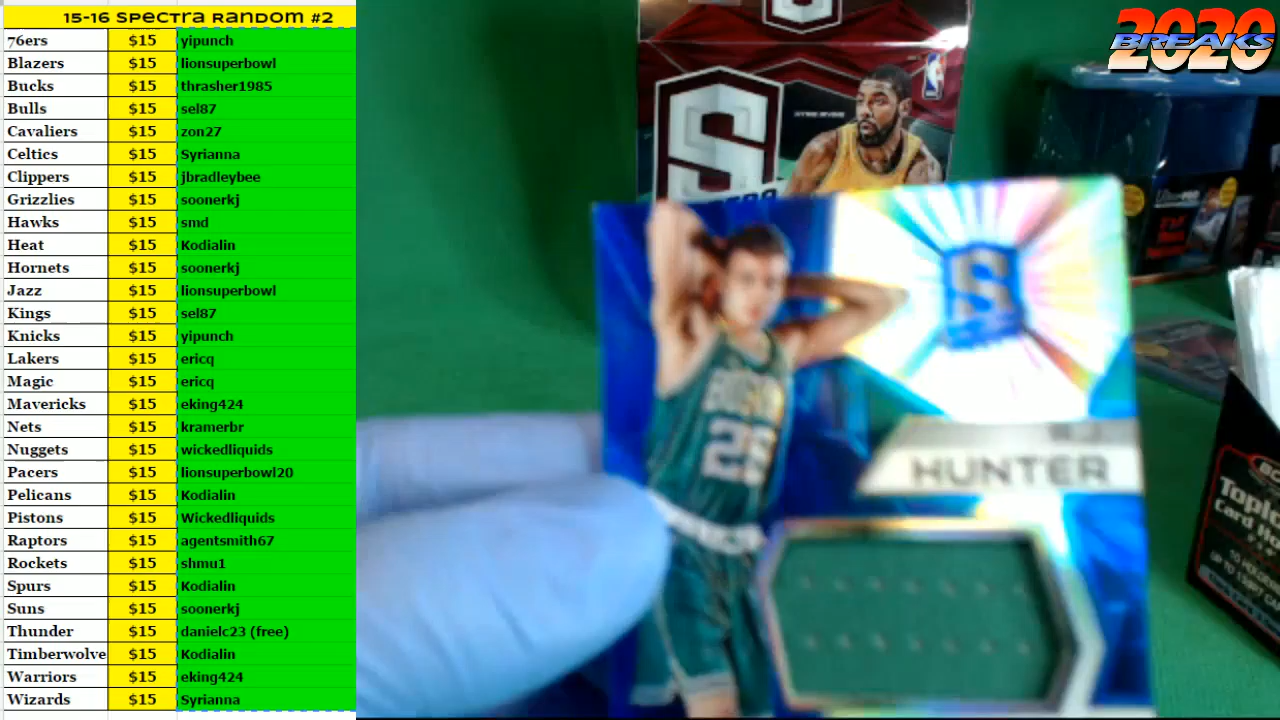 15-16 Spectra Random #2
76ers $15 yipunch
Blazers $15 lionsuperbowl
Bucks $15 thrasher1985
Bulls $15 sel87
Cavaliers $15 zon27
Celtics $15 Syrianna
Clippers $15 jbradleybee
Grizzlies $15 soonerkj
Hawks $15 smd
Heat $15 Kodialin
Hornets $15 soonerkj
Jazz $15 lionsuperbowl
Kings $15 sel87
Knicks $15 yipunch
Lakers $15 ericq
Magic $15 ericq
Mavericks $15 eking424
Nets $15 kramerbr
Nuggets $15 wickedliquids
Pacers $15 lionsuperbowl20
Pelicans $15 Kodialin
Pistons $15 Wickedliquids
Raptors $15 agentsmith67
Rockets $15 shmu1
Spurs $15 Kodialin
Suns $15 soonerkj
Thunder $15 danielc23 (free)
Timberwolve $15 Kodialin
Warriors $15 eking424
Wizards $15 Syrianna
2020
BREAKS
S
KYRIE IRVING
NBA
S
R.J.
HUNTER
BOSTON
28